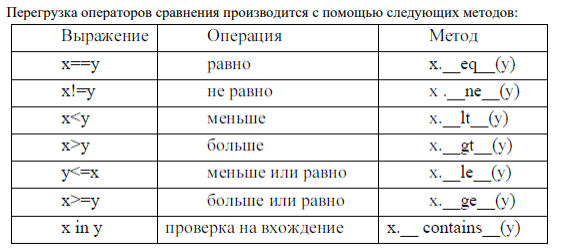 Перегрузка операторов сравнения производится с помощью следующих методов:
Выражение Операция Метод
x==y равно x.__eq__(y)
x!=y не равно x .__ne__(y)
x<y меньше x.__lt__(y)
x>y больше x.__gt__(y)
y<=x меньше или равно x.__le__(y)
x>=y больше или равно x.__ge__(y)
x in y проверка на вхождение x.__ contains__(y)